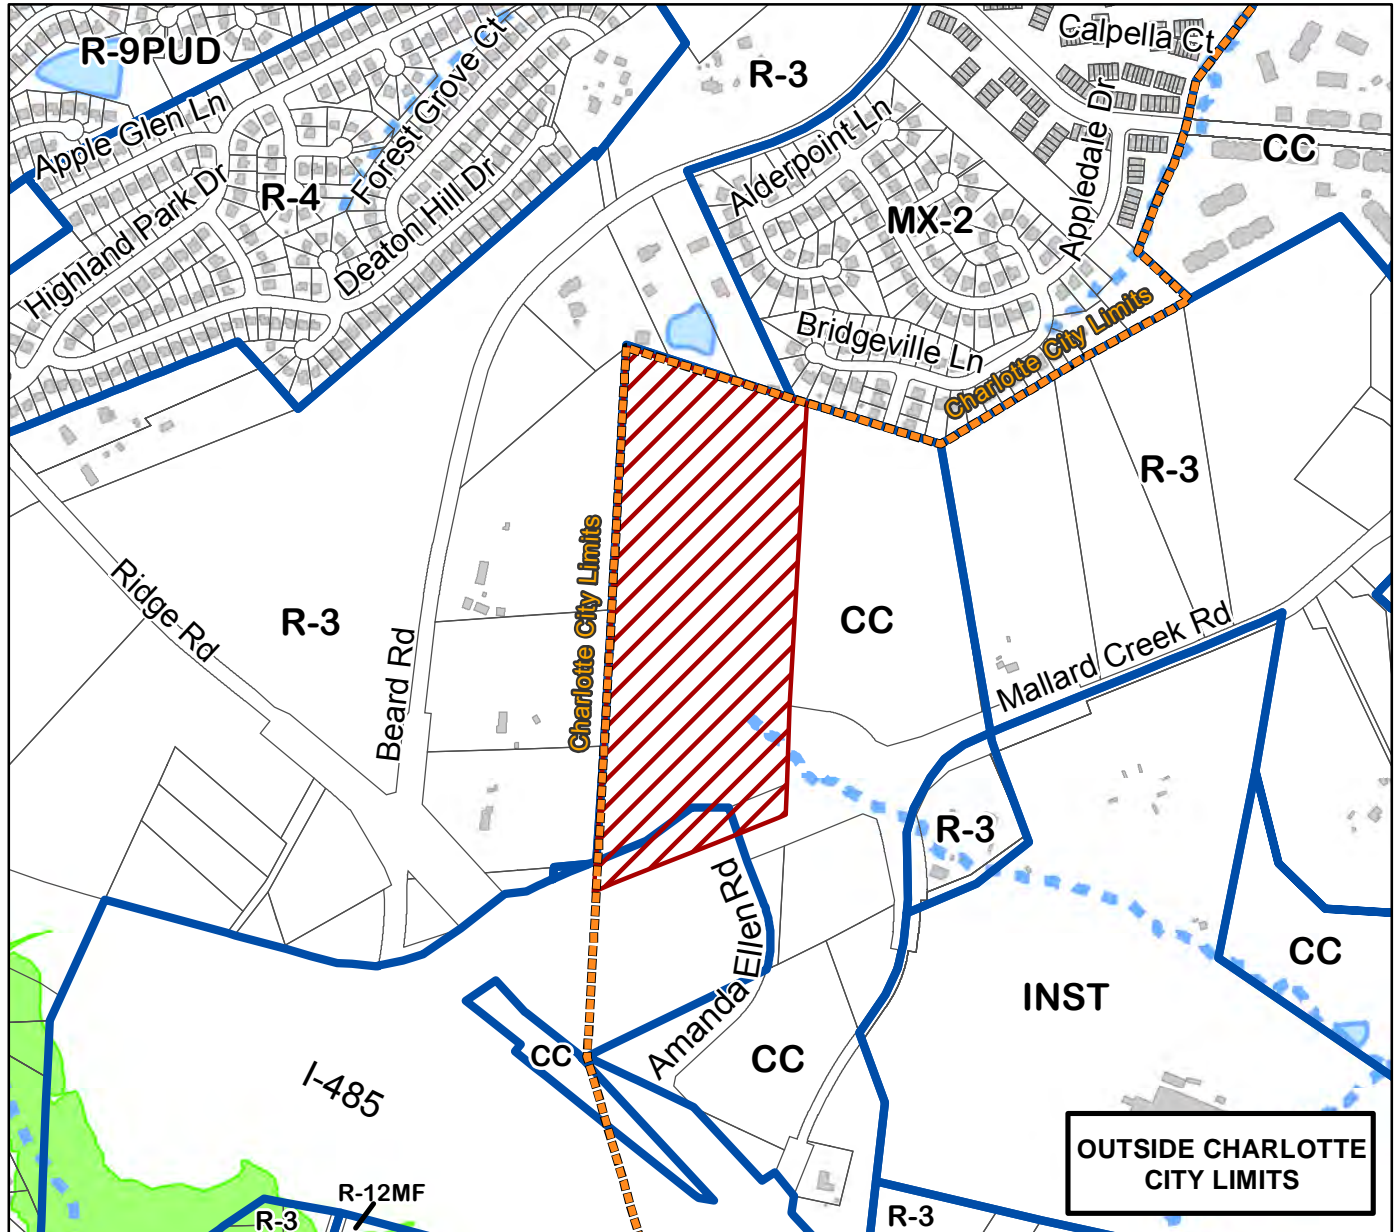 Calpella Ct
R-9PUD
R-3
Forest Grove Ct
Apple Glen Ln
Appledale Dr
CC
Alderpoint Ln
R-4
Highland Park Dr
Deaton Hill Dr
MX-2
Charlotte City Limits
Bridgeville Ln
R-3
Charlotte City Limits
Ridge Rd
R-3
CC
Beard Rd
Mallard Creek Rd
R-3
Amanda Ellen Rd
CC
INST
CC
CC
I-485
OUTSIDE CHARLOTTE
CITY LIMITS
R-12MF
R-3
R-3